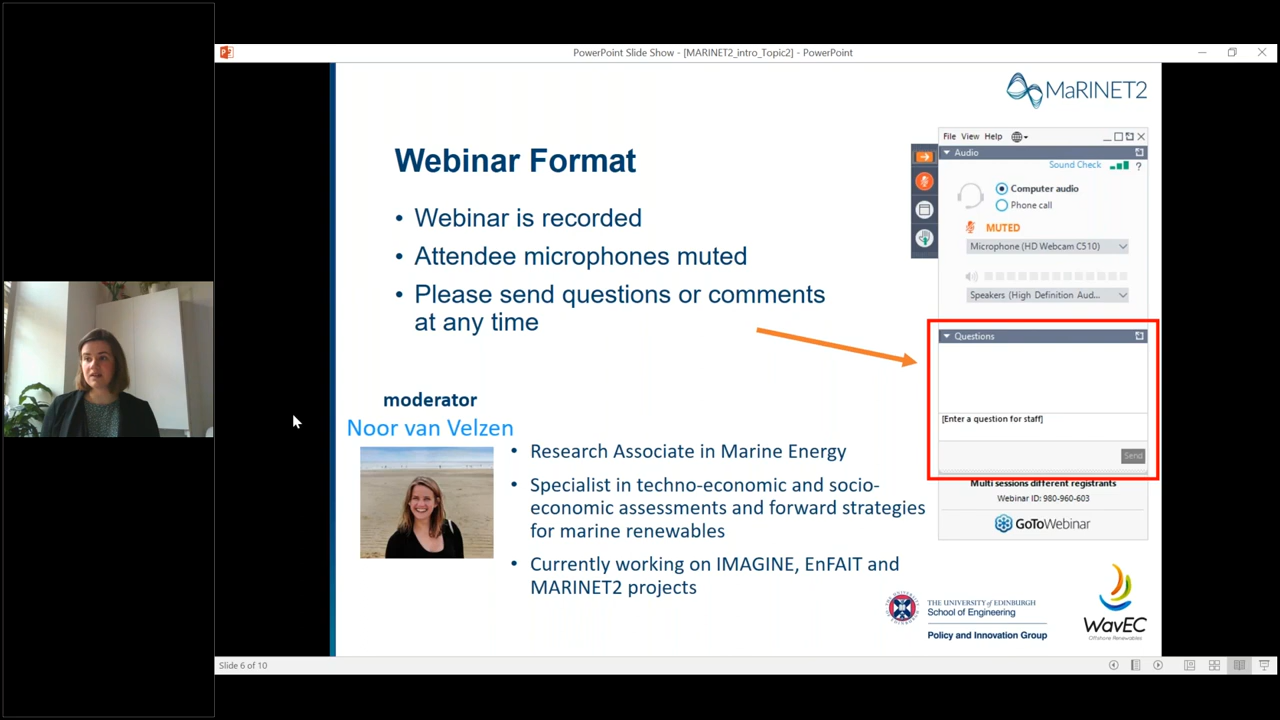 PowerPoint Slide Show - [MARINET2_intro_Topic2] - PowerPoint
MaRINET2
Webinar Format
• Webinar is recorded
• Attendee microphones muted
• Please send questions or comments
at any time
moderator
Noor van Velzen
• Research Associate in Marine Energy
• Specialist in techno-economic and socio-
economic assessments and forward strategies
for marine renewables
• Currently working on IMAGINE, EnFAIT and
MARINET2 projects
File View Help
Audio
Sound Check
?
Computer audio
Phone call
MUTED
Microphone (HD Webcam C510)
Speakers (High Definition Aud...
Questions
[Enter a question for staff]
Send
Multi sessions different registrants
Webinar ID: 980-960-603
GoToWebinar
THE UNIVERSITY of EDINBURGH
School of Engineering
Policy and Innovation Group
WavEC
Offshore Renewables
Slide 6 of 10